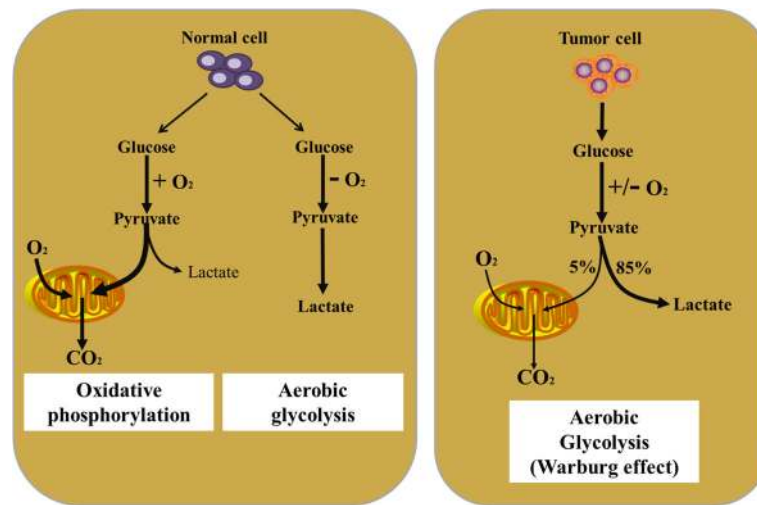 Normal cell
Glucose
+ O₂
Pyruvate
O₂
Lactate
CO₂
Oxidative
phosphorylation
Glucose
- O₂
Pyruvate
Lactate
Aerobic
glycolysis
Tumor cell
Glucose
+/- O₂
Pyruvate
O₂
5%
85%
Lactate
CO₂
Aerobic
Glycolysis
(Warburg effect)